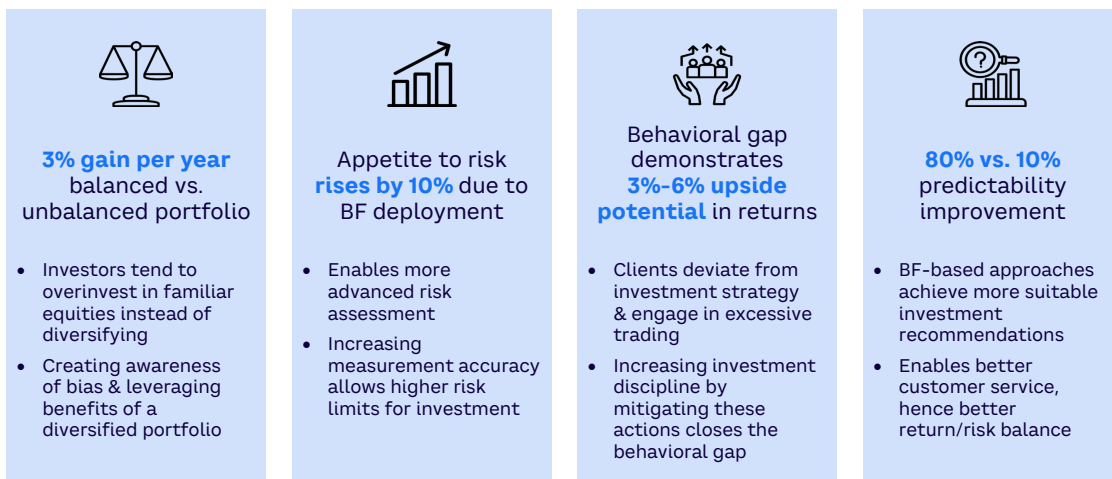 3% gain per year
balanced vs.
unbalanced portfolio
• Investors tend to
overinvest in familiar
equities instead of
diversifying
• Creating awareness
of bias & leveraging
benefits of a
diversified portfolio
Appetite to risk
rises by 10% due to
BF deployment
• Enables more
advanced risk
assessment
• Increasing
measurement accuracy
allows higher risk
limits for investment
Behavioral gap
demonstrates
3%-6% upside
potential in returns
• Clients deviate from
investment strategy
& engage in excessive
trading
• Increasing investment
discipline by
mitigating these
actions closes the
behavioral gap
?
80% vs. 10%
predictability
improvement
• BF-based approaches
achieve more suitable
investment
recommendations
• Enables better
customer service,
hence better
return/risk balance